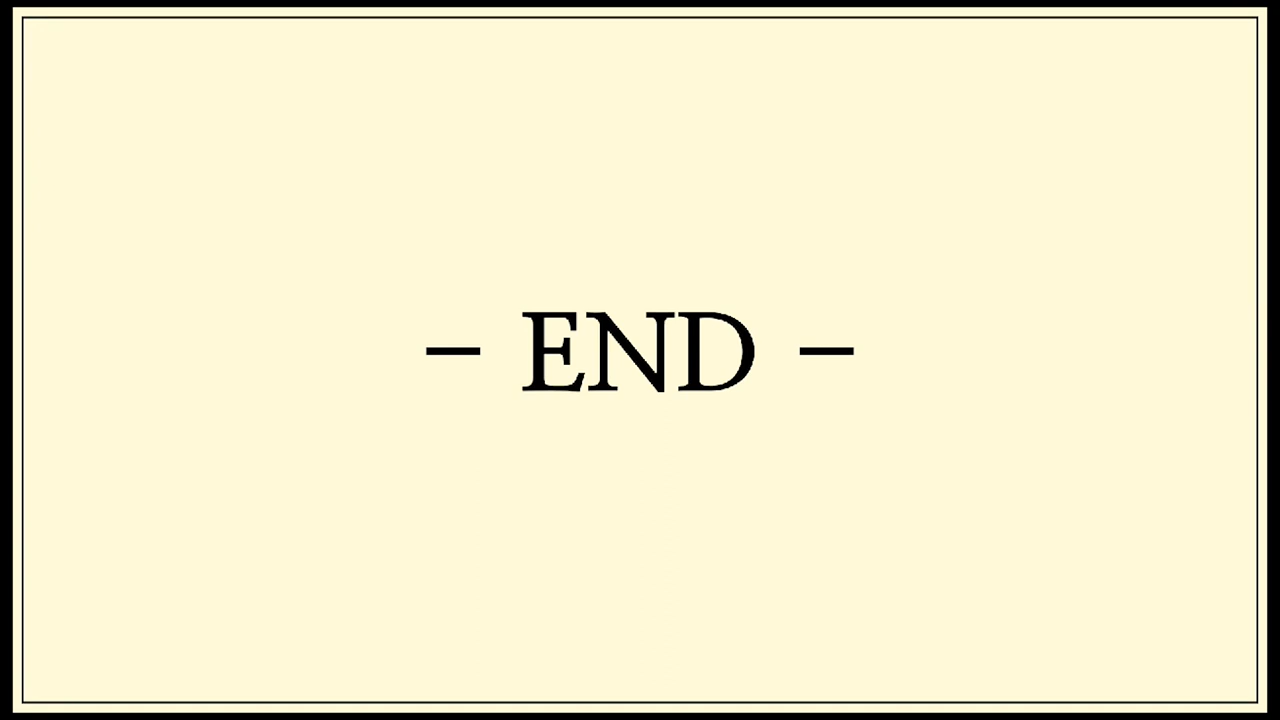 – END –